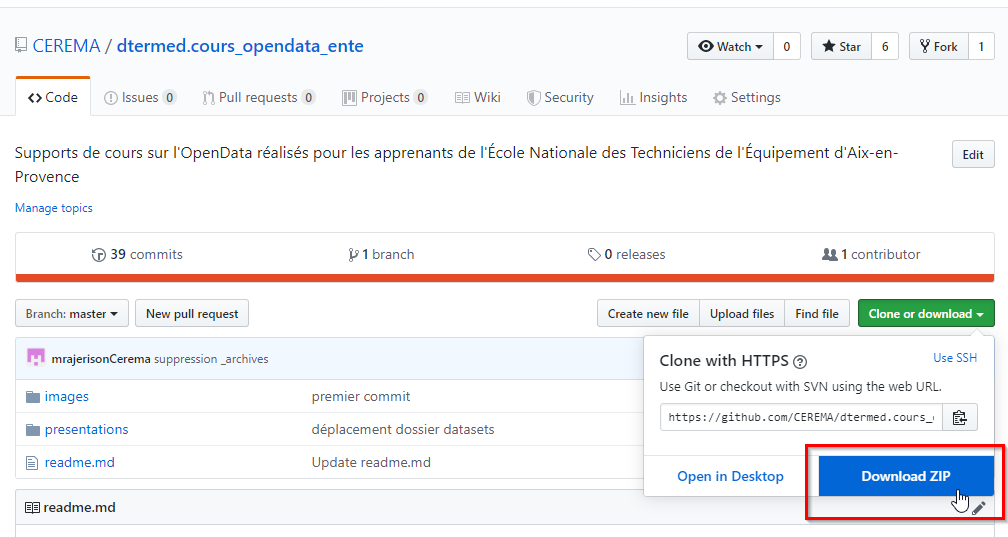 CEREMA / dtermed.cours_opendata_ente
Watch 0 Star 6 Fork 1
Code Issues 0 Pull requests 0 Projects 0 Wiki Security Insights Settings
Supports de cours sur l'OpenData réalisés pour les apprenants de l'École Nationale des Techniciens de l'Équipement d'Aix-en-
Provence
Edit
Manage topics
39 commits 1 branch 0 releases 1 contributor
Branch: master New pull request Create new file Upload files Find file Clone or download
mrajerisonCerema suppression _archives
images premier commit
presentations déplacement dossier datasets
readme.md Update readme.md
readme.md
Clone with HTTPS Use SSH
Use Git or checkout with SVN using the web URL.
https://github.com/CEREMA/dtermed.cours_
Open in Desktop Download ZIP